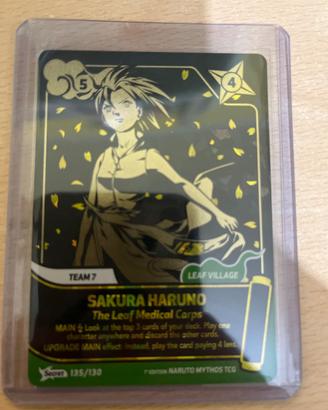 5
4
TEAM 7
LEAF VILLAGE
SAKURA HARUNO
The Leaf Medical Corps
MAIN Look at the top 3 cards of your deck. Play one
character anywhere and discard the other cards.
UPGRADE MAIN effect: Instead, play the card paying 4 less.
Secret 135/130
1ST EDITION NARUTO MYTHOS TCG